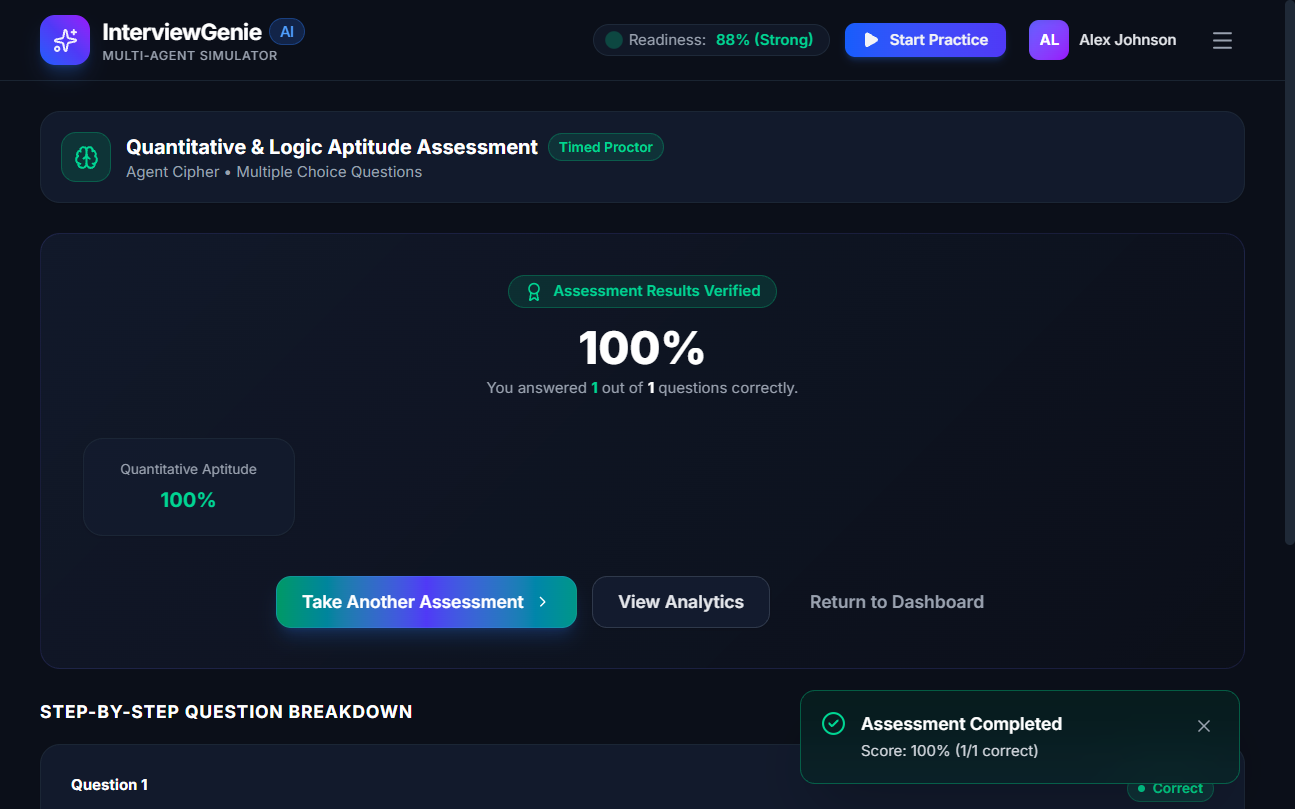 InterviewGenie AI
MULTI-AGENT SIMULATOR
Readiness: 88% (Strong)
Start Practice
AL
Alex Johnson
Quantitative & Logic Aptitude Assessment
Timed Proctor
Agent Cipher • Multiple Choice Questions
Assessment Results Verified
100%
You answered 1 out of 1 questions correctly.
Quantitative Aptitude
100%
Take Another Assessment
View Analytics
Return to Dashboard
STEP-BY-STEP QUESTION BREAKDOWN
Assessment Completed
Score: 100% (1/1 correct)
Question 1
Correct